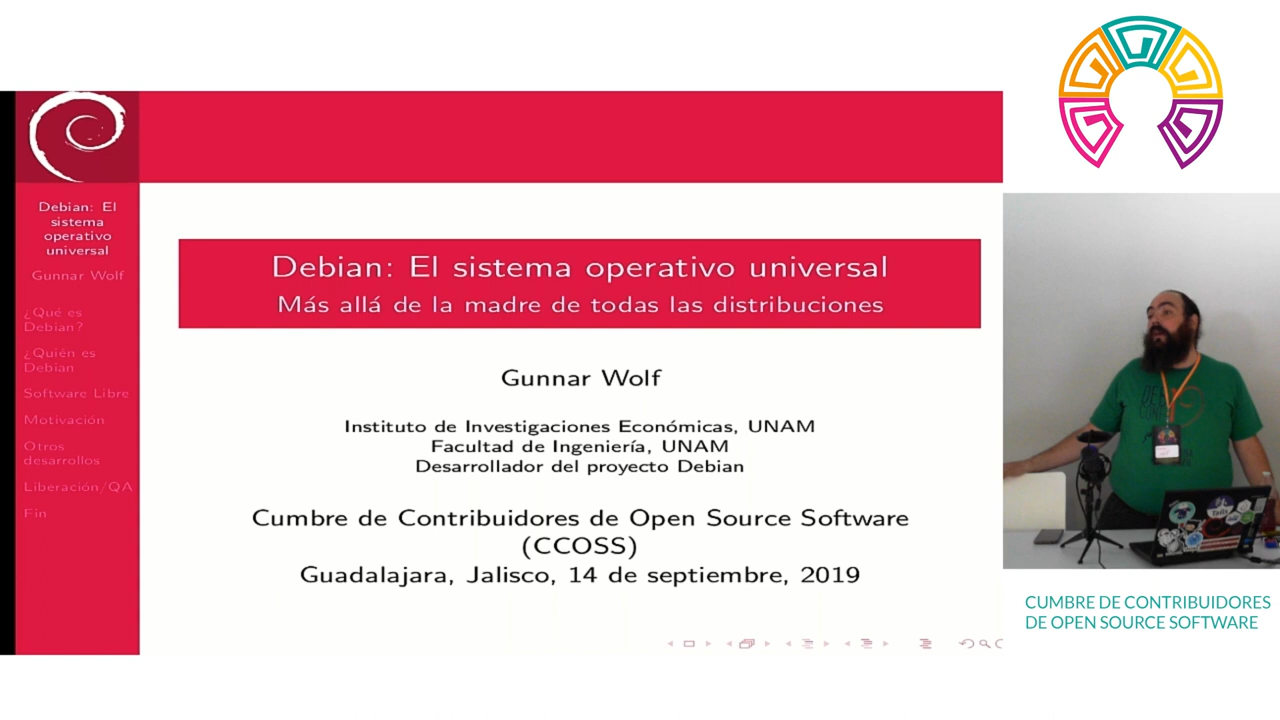 Debian: El
sistema
operativo
universal
Gunnar Wolf
¿Qué es
Debian?
¿Quién es
Debian
Software Libre
Motivación
Otros
desarrollos
Liberación/QA
Fin
Debian: El sistema operativo universal
Más allá de la madre de todas las distribuciones
Gunnar Wolf
Instituto de Investigaciones Económicas, UNAM
Facultad de Ingeniería, UNAM
Desarrollador del proyecto Debian
Cumbre de Contribuidores de Open Source Software
(CCOSS)
Guadalajara, Jalisco, 14 de septiembre, 2019
Tails
CUMBRE DE CONTRIBUIDORES
DE OPEN SOURCE SOFTWARE